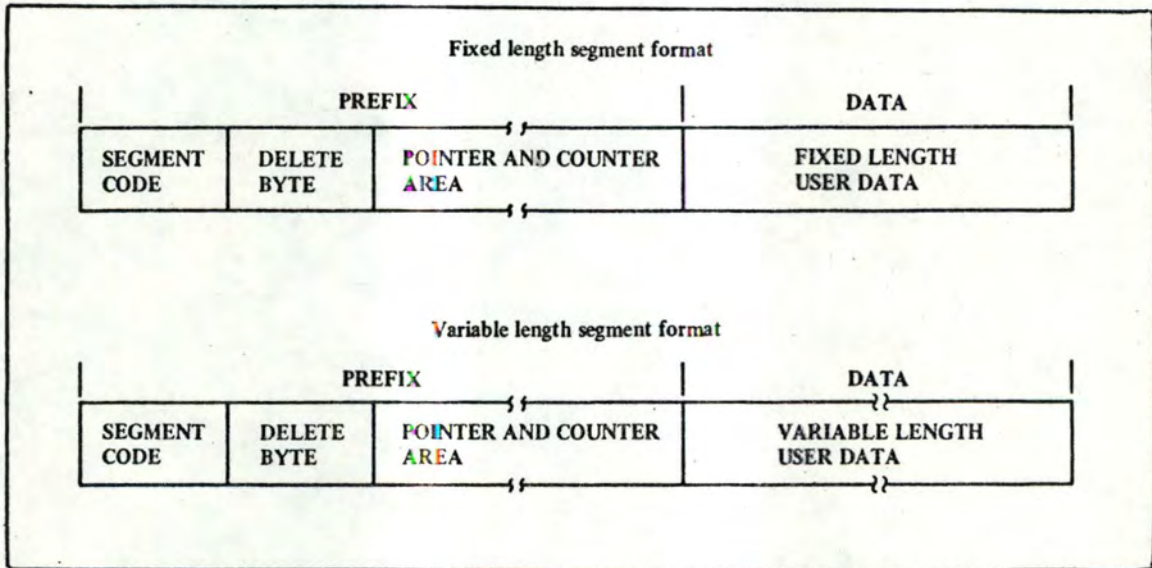 Fixed length segment format
PREFIX DATA
SEGMENT CODE DELETE BYTE POINTER AND COUNTER AREA FIXED LENGTH USER DATA
Variable length segment format
PREFIX DATA
SEGMENT CODE DELETE BYTE POINTER AND COUNTER AREA VARIABLE LENGTH USER DATA